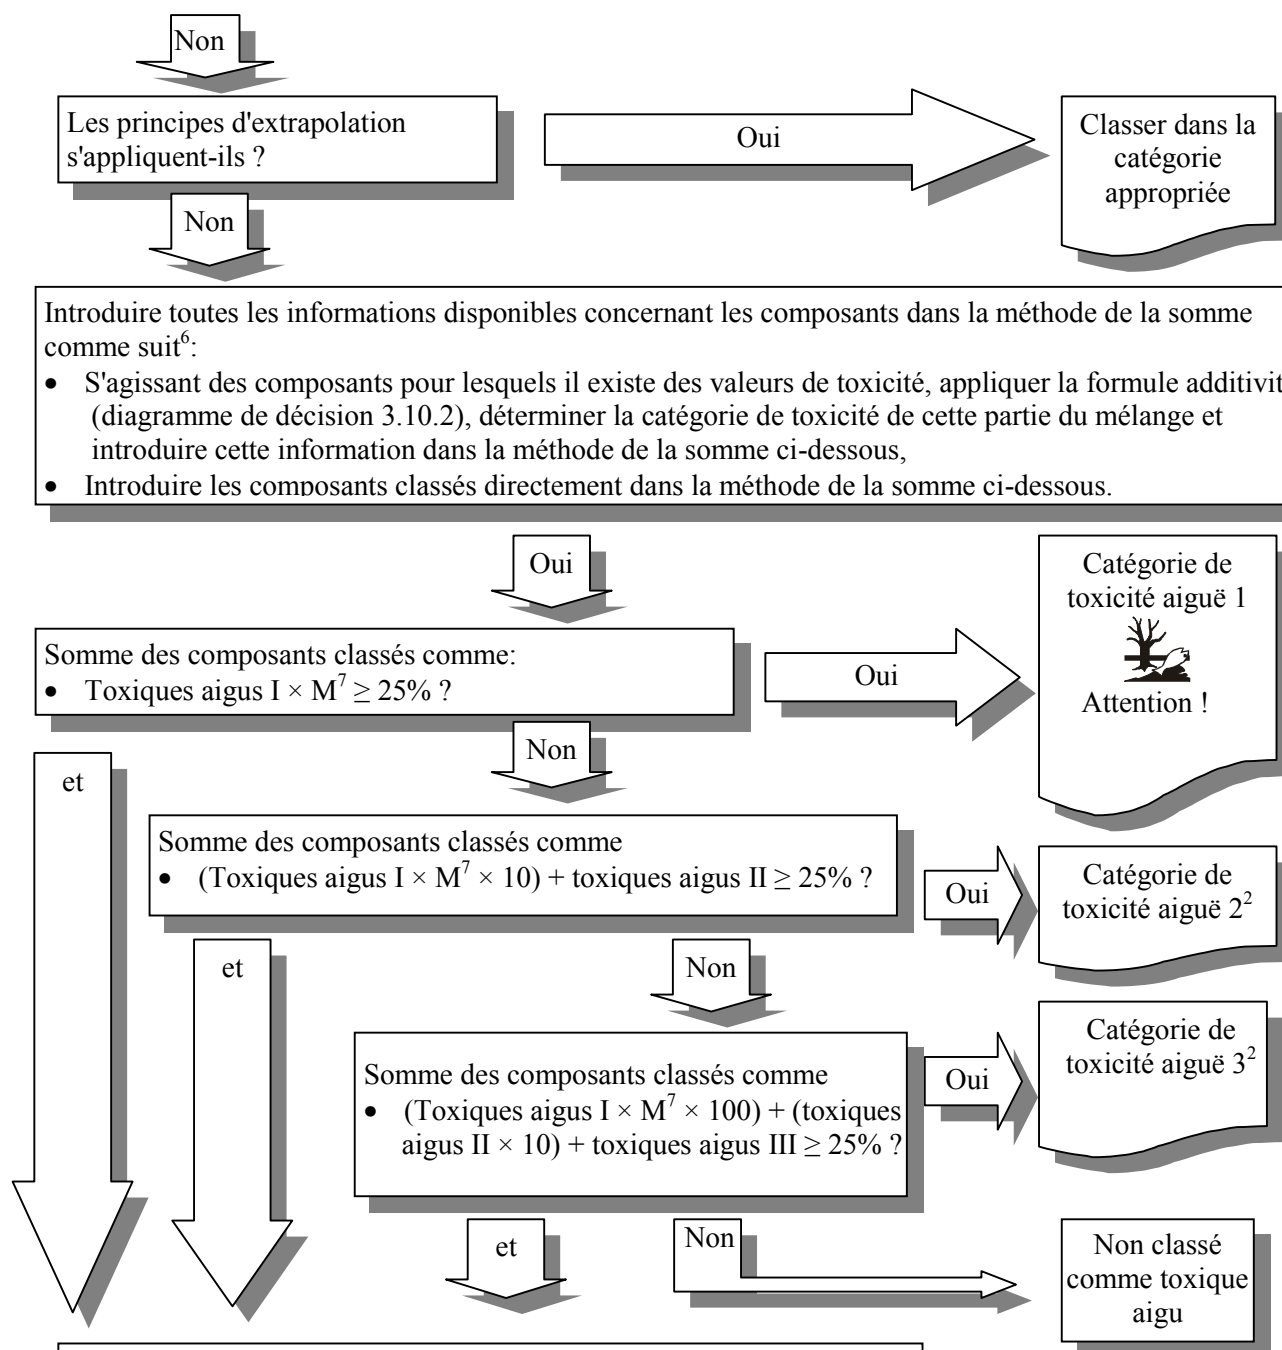 Non
Les principes d'extrapolation
s'appliquent-ils ?
Oui
Classer dans la
catégorie
appropriée
Non
Introduire toutes les informations disponibles concernant les composants dans la méthode de la somme
comme suit⁶:
• S'agissant des composants pour lesquels il existe des valeurs de toxicité, appliquer la formule additivit
(diagramme de décision 3.10.2), déterminer la catégorie de toxicité de cette partie du mélange et
introduire cette information dans la méthode de la somme ci-dessous,
• Introduire les composants classés directement dans la méthode de la somme ci-dessous.
Oui
Somme des composants classés comme:
• Toxiques aigus I × M⁷ ≥ 25% ?
Oui
Catégorie de
toxicité aiguë 1
Attention !
Non
et
Somme des composants classés comme
• (Toxiques aigus I × M⁷ × 10) + toxiques aigus II ≥ 25% ?
Oui
Catégorie de
toxicité aiguë 2²
et
Non
Somme des composants classés comme
• (Toxiques aigus I × M⁷ × 100) + (toxiques
aigus II × 10) + toxiques aigus III ≥ 25% ?
Oui
Catégorie de
toxicité aiguë 3²
et
Non
Non classé
comme toxique
aigu